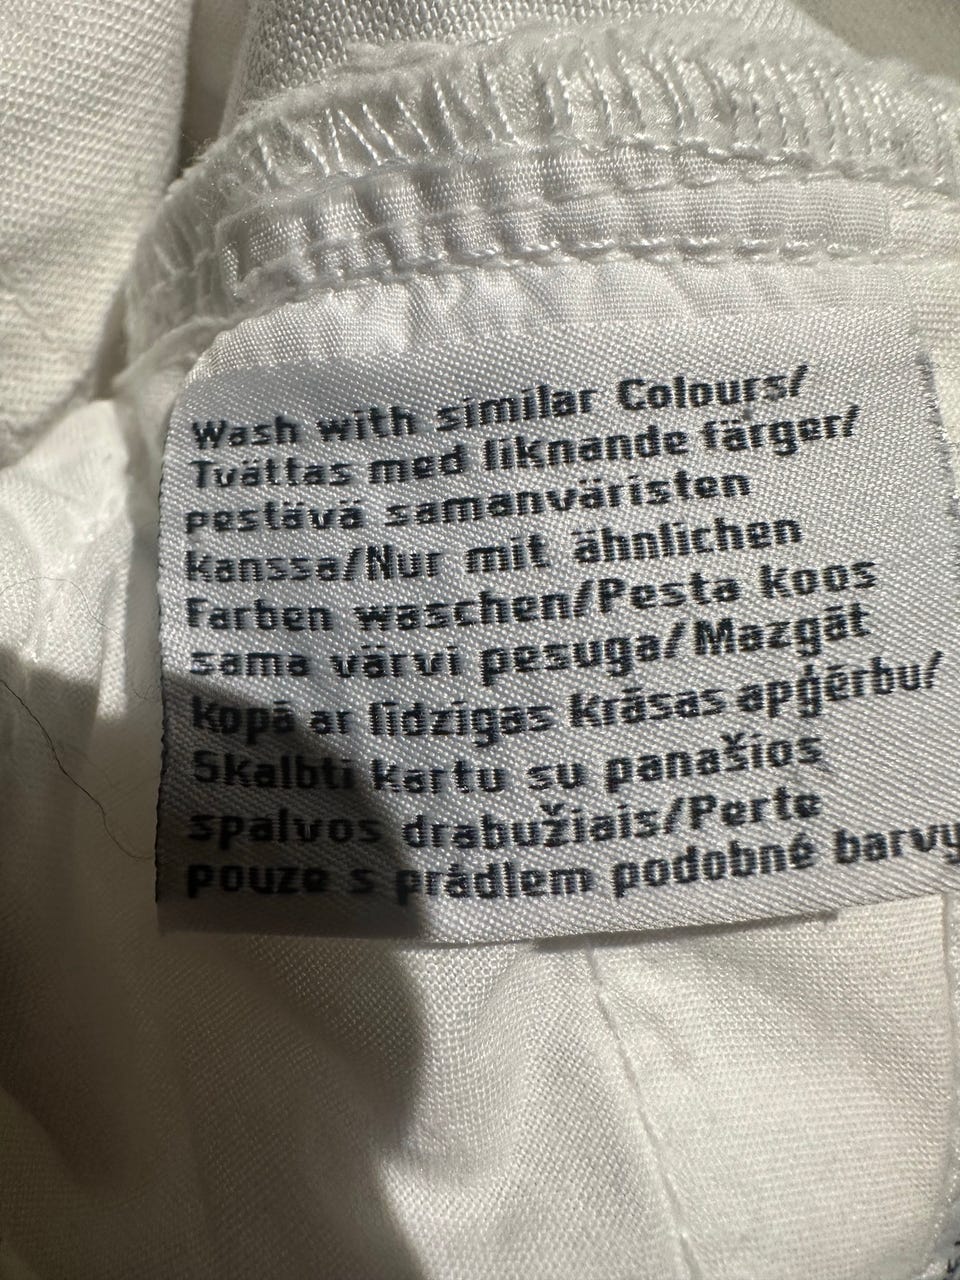 Wash with similar Colours/
Tvättas med liknande färger/
pestävä samanväristen
kanssa/Nur mit ähnlichen
Farben waschen/Pesta koos
sama värvi pesuga/Mazgāt
kopā ar līdzīgas krāsas apģērbu/
Skalbti kartu su panašios
spalvos drabužiais/Perte
pouze s prádlem podobné barvy